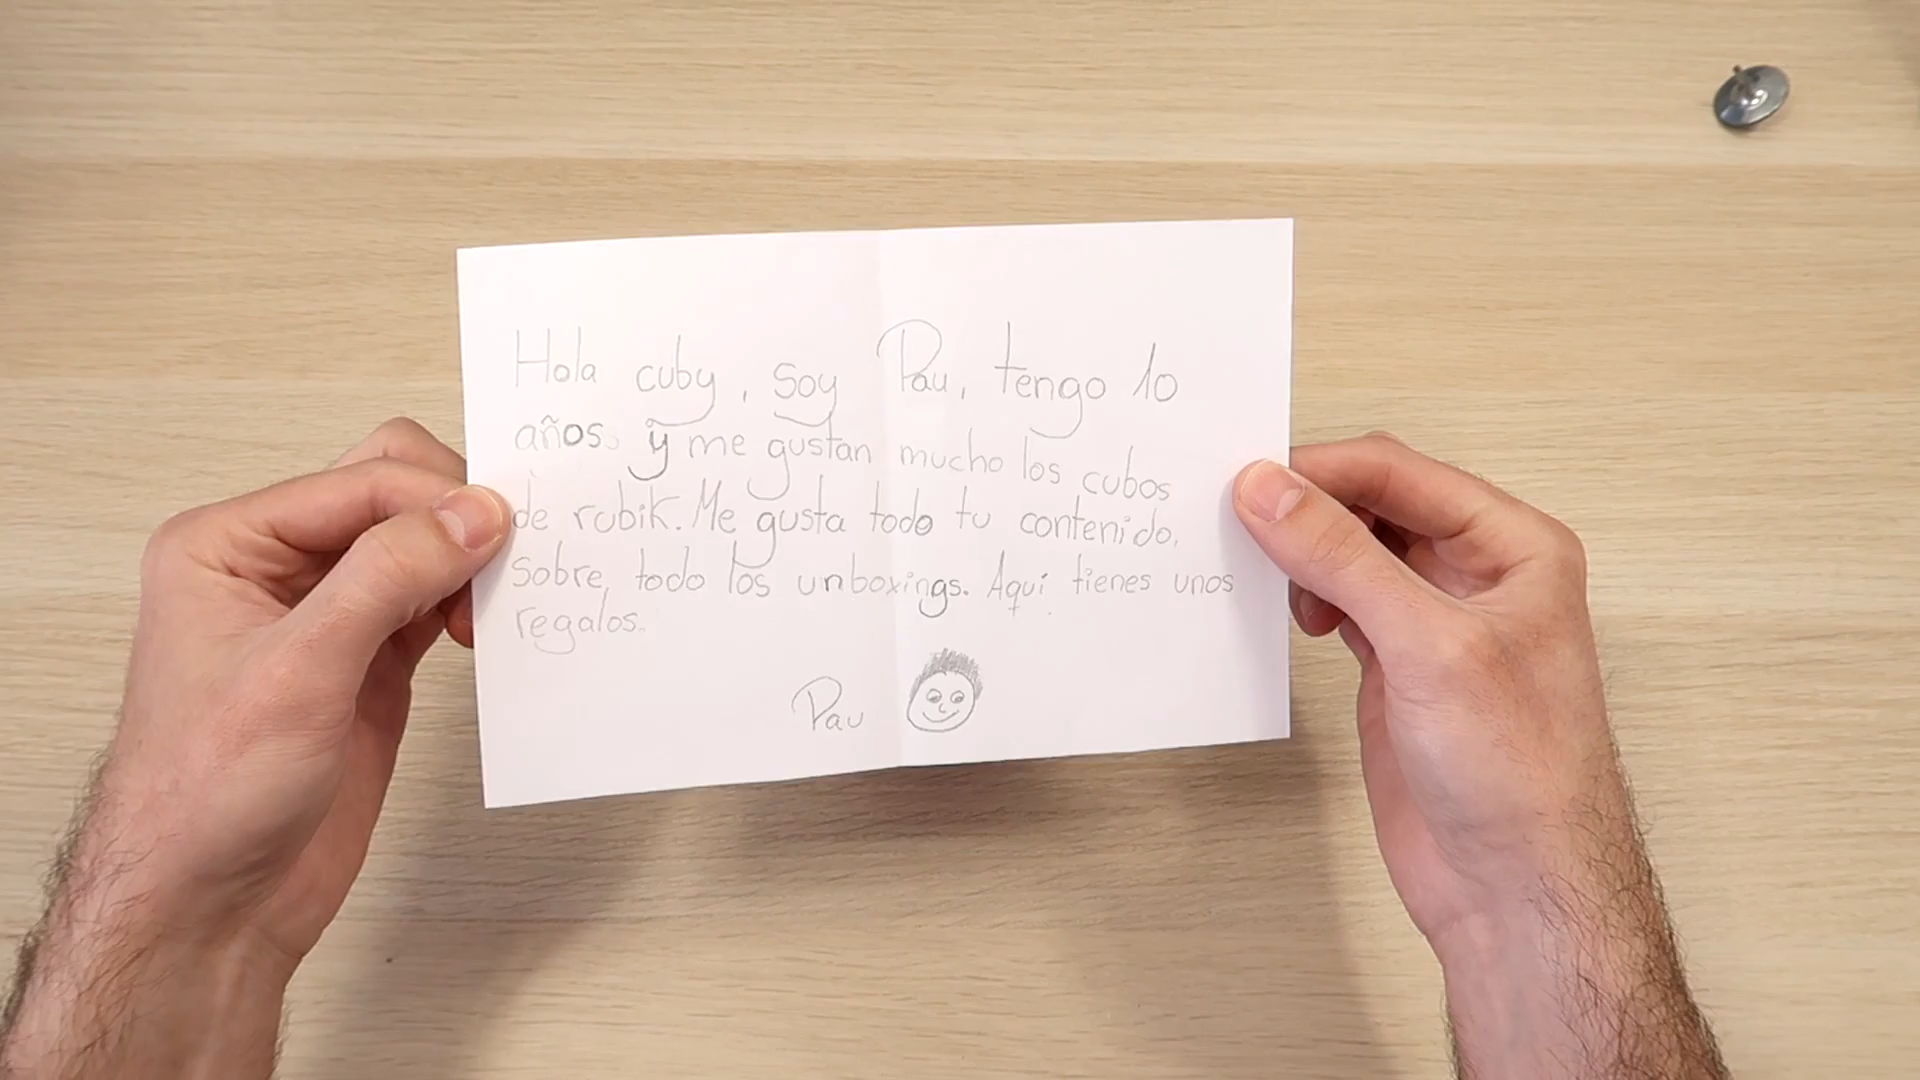 Hola cuby, soy Pau, tengo 10
años y me gustan mucho los cubos
de rubik. Me gusta todo tu contenido,
sobre todo los unboxings. Aquí tienes unos
regalos.
Pau